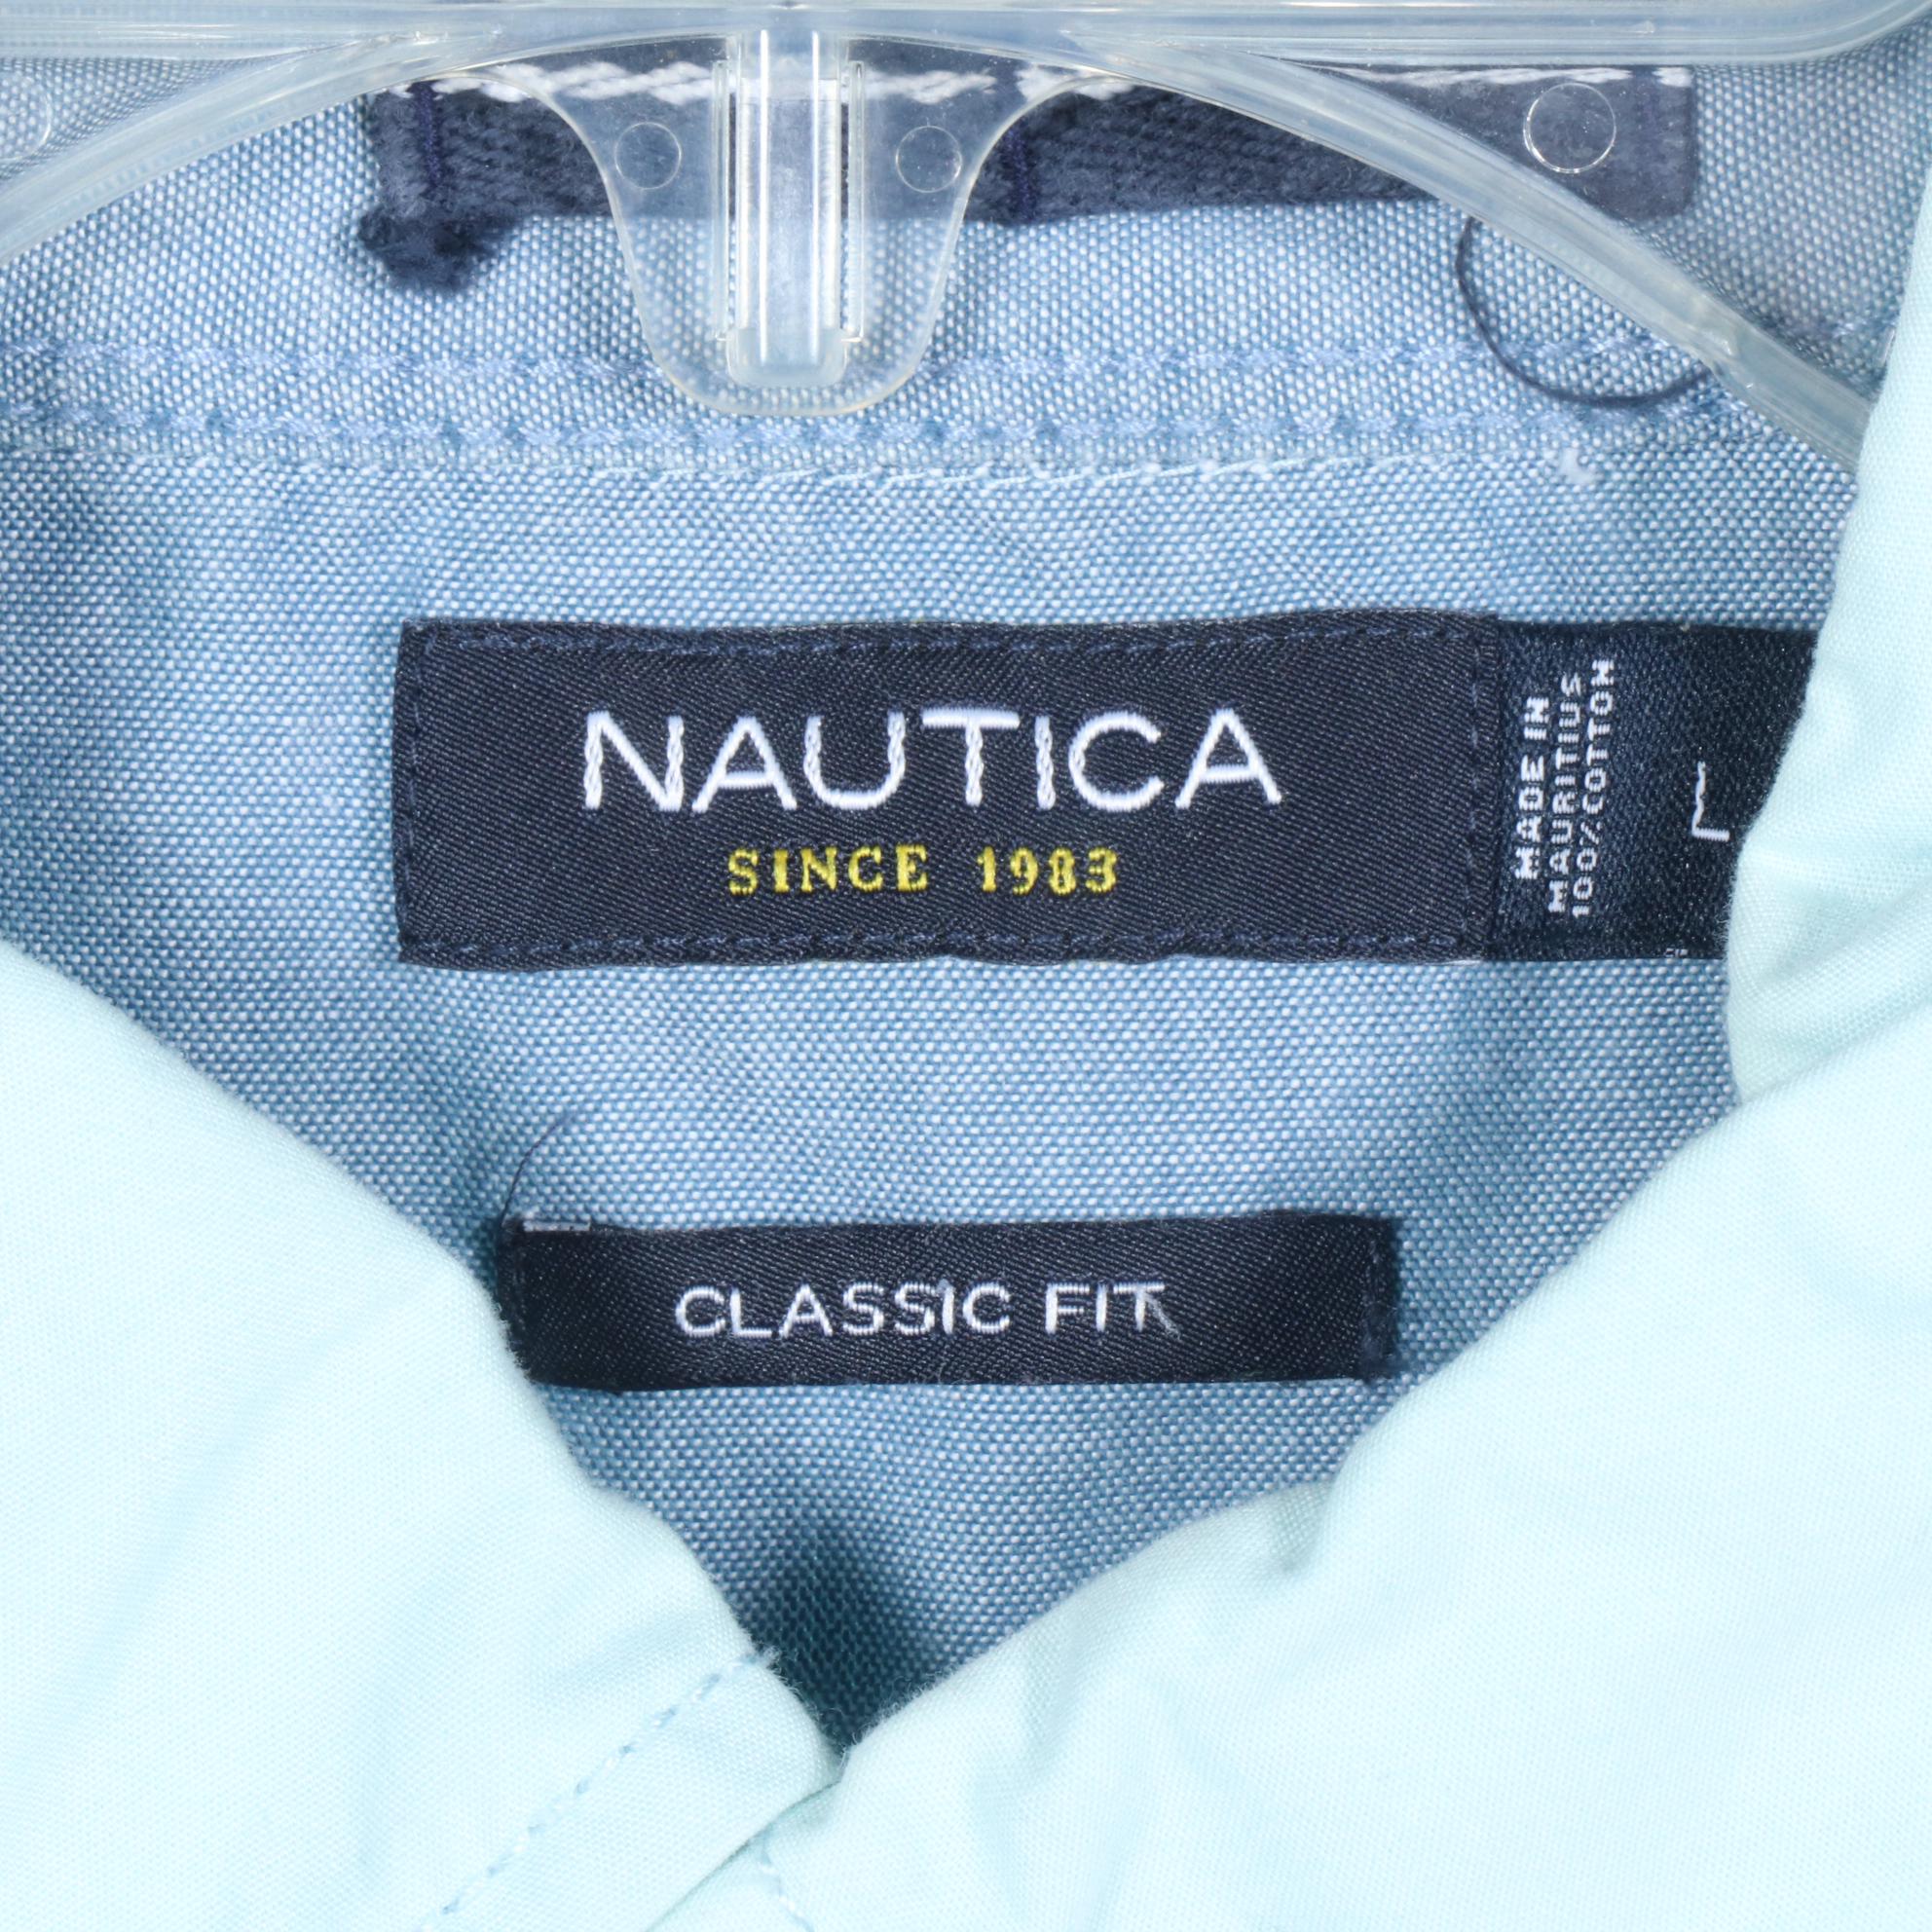 NAUTICA
SINCE 1983
MADE IN
MAURITIUS
100% COTTON
L
CLASSIC FIT